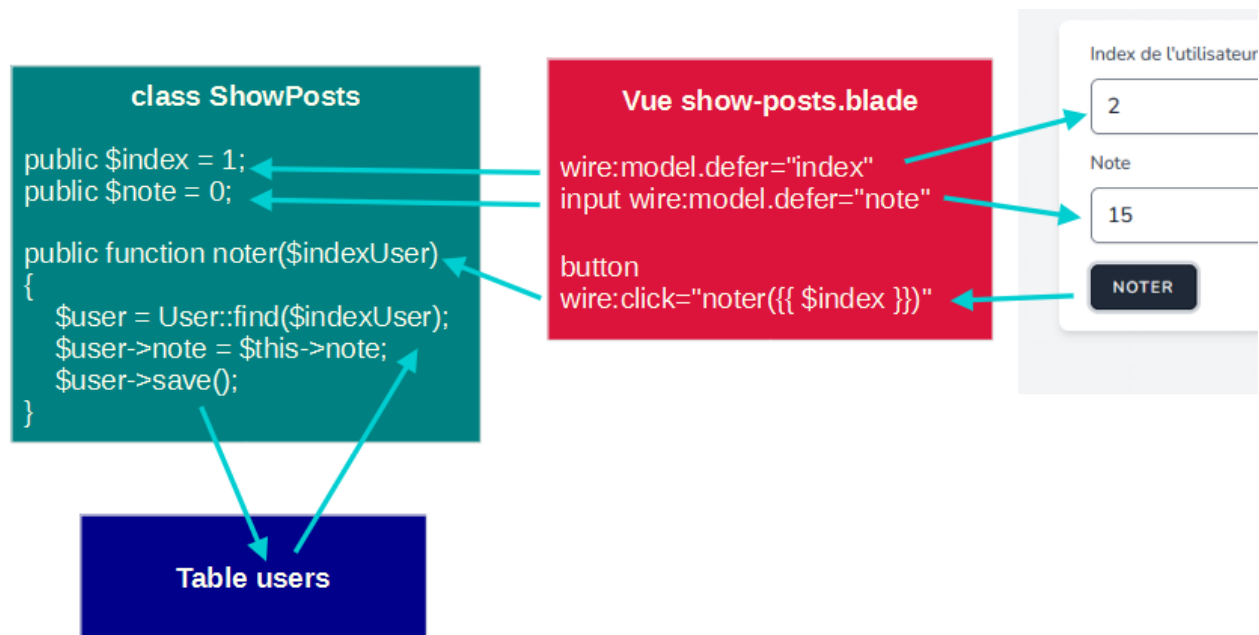 class ShowPosts
public $index = 1;
public $note = 0;
public function noter($indexUser)
{
$user = User::find($indexUser);
$user->note = $this->note;
$user->save();
}
Table users
Vue show-posts.blade
wire:model.defer="index"
input wire:model.defer="note"
button
wire:click="noter({{ $index }})"
Index de l'utilisateur
2
Note
15
NOTER